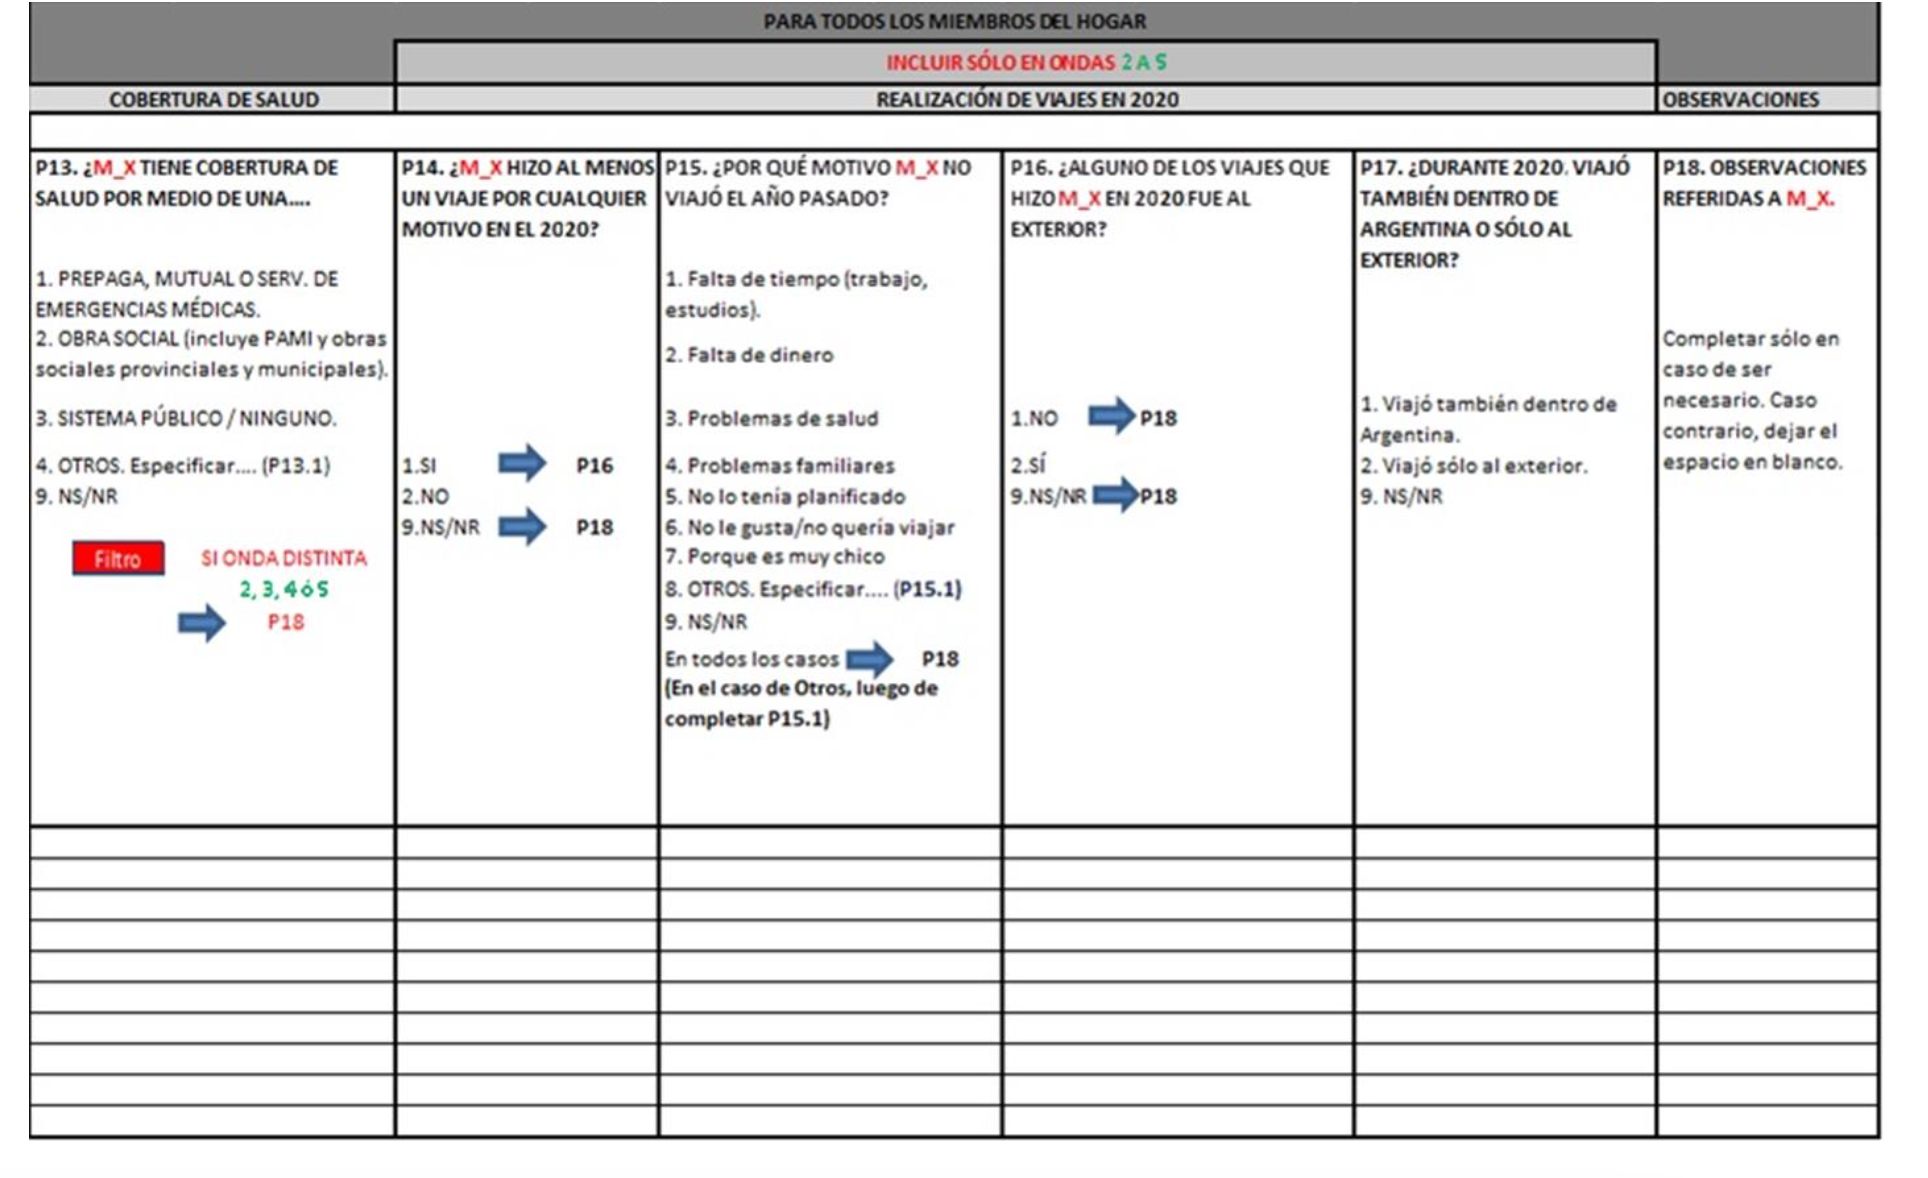 PARA TODOS LOS MIEMBROS DEL HOGAR
INCLUIR SÓLO EN ONDAS 2 A 5
COBERTURA DE SALUD
REALIZACIÓN DE VIAJES EN 2020
OBSERVACIONES
P13. ¿M_X TIENE COBERTURA DE
SALUD POR MEDIO DE UNA....
1. PREPAGA, MUTUAL O SERV. DE
EMERGENCIAS MÉDICAS.
2. OBRA SOCIAL (incluye PAMI y obras
sociales provinciales y municipales).
3. SISTEMA PÚBLICO / NINGUNO.
4. OTROS. Especificar.... (P13.1)
9. NS/NR
Filtro SI ONDA DISTINTA
2, 3, 4 ó 5
P18
P14. ¿M_X HIZO AL MENOS
UN VIAJE POR CUALQUIER
MOTIVO EN EL 2020?
1.SI P16
2.NO
9.NS/NR P18
P15. ¿POR QUÉ MOTIVO M_X NO
VIAJÓ EL AÑO PASADO?
1. Falta de tiempo (trabajo,
estudios).
2. Falta de dinero
3. Problemas de salud
4. Problemas familiares
5. No lo tenía planificado
6. No le gusta/no quería viajar
7. Porque es muy chico
8. OTROS. Especificar.... (P15.1)
9. NS/NR
En todos los casos P18
(En el caso de Otros, luego de
completar P15.1)
P16. ¿ALGUNO DE LOS VIAJES QUE
HIZO M_X EN 2020 FUE AL
EXTERIOR?
1.NO P18
2.SÍ
9.NS/NR P18
P17. ¿DURANTE 2020. VIAJÓ
TAMBIÉN DENTRO DE
ARGENTINA O SÓLO AL
EXTERIOR?
1. Viajó también dentro de
Argentina.
2. Viajó sólo al exterior.
9. NS/NR
P18. OBSERVACIONES
REFERIDAS A M_X.
Completar sólo en
caso de ser
necesario. Caso
contrario, dejar el
espacio en blanco.